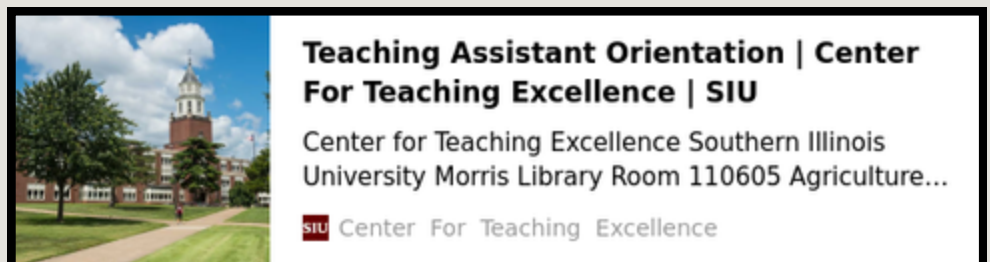 Teaching Assistant Orientation | Center
For Teaching Excellence | SIU
Center for Teaching Excellence Southern Illinois
University Morris Library Room 110605 Agriculture...
SIU Center For Teaching Excellence